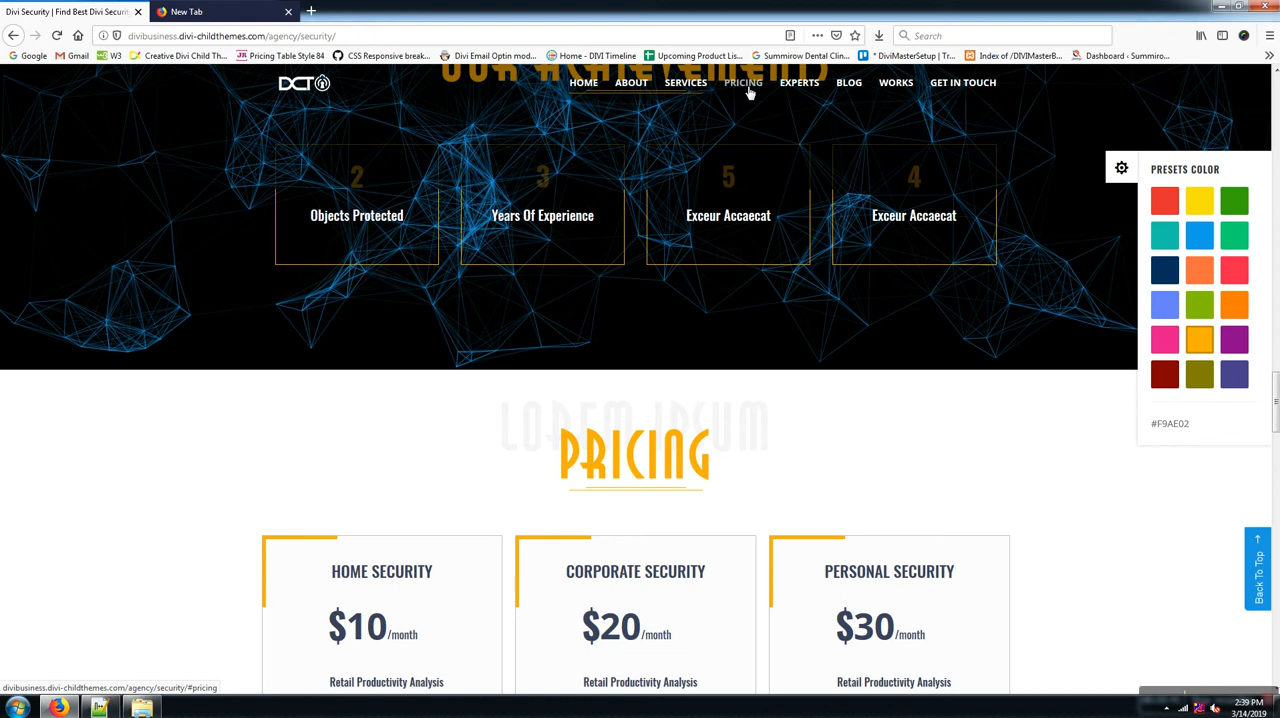 Divi Security | Find Best Divi Securit
New Tab
divibusiness.divi-childthemes.com/agency/security/
Search
Google
Gmail
W3
Creative Divi Child Th...
Pricing Table Style 84
CSS Responsive break...
Divi Email Optin mod...
Home - DIVI Timeline
Upcoming Product Lis...
Summirow Dental Clin...
* DiviMasterSetup | Tr...
Index of /DIVIMasterB...
Dashboard ‹ Summiro...
OUR ACHIEVEMENTS
DCT
HOME
ABOUT
SERVICES
PRICING
EXPERTS
BLOG
WORKS
GET IN TOUCH
2
3
5
4
Objects Protected
Years Of Experience
Exceur Accaecat
Exceur Accaecat
PRESETS COLOR
#F9AE02
LOREM IPSUM
PRICING
HOME SECURITY
CORPORATE SECURITY
PERSONAL SECURITY
$10/month
$20/month
$30/month
Retail Productivity Analysis
Retail Productivity Analysis
Retail Productivity Analysis
Back To Top
divibusiness.divi-childthemes.com/agency/security/#pricing
2:39 PM
3/14/2019